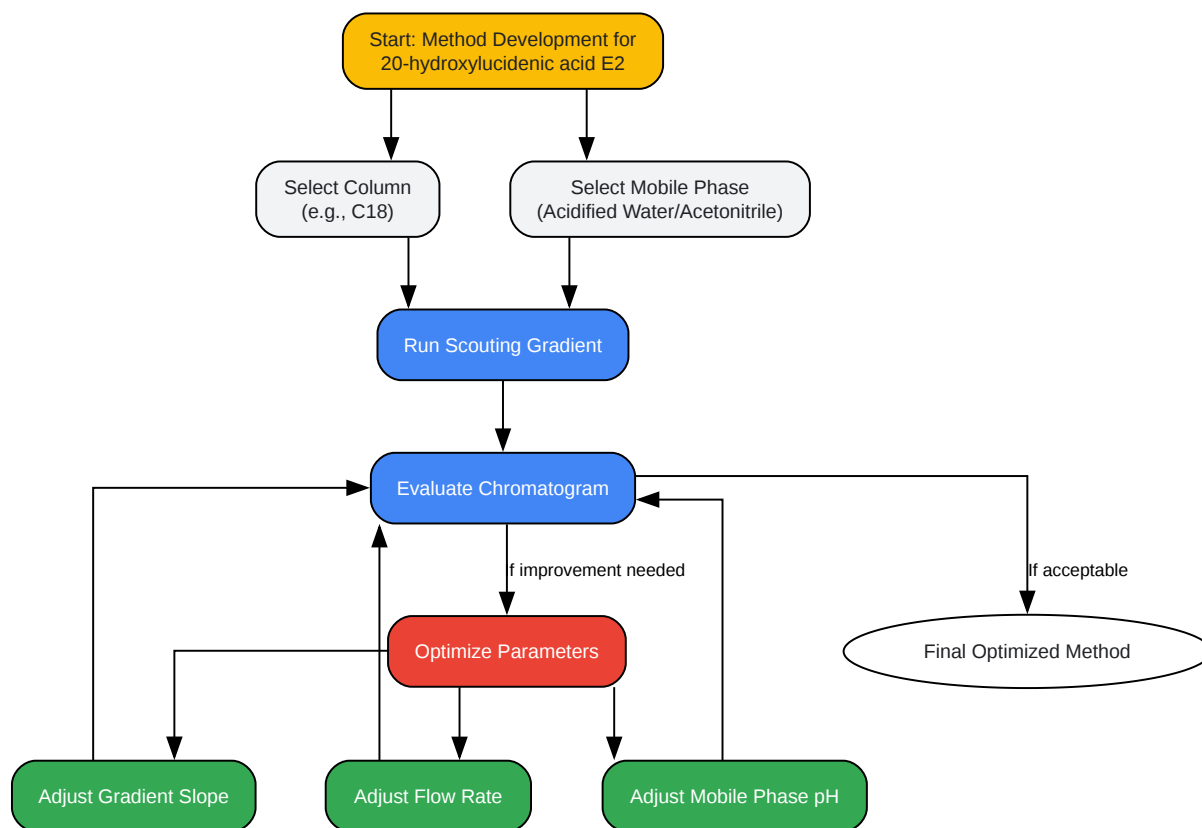 Start: Method Development for
20-hydroxylucidenic acid E2
Select Column
(e.g., C18)
Select Mobile Phase
(Acidified Water/Acetonitrile)
Run Scouting Gradient
Evaluate Chromatogram
If improvement needed
If acceptable
Optimize Parameters
Final Optimized Method
Adjust Gradient Slope
Adjust Flow Rate
Adjust Mobile Phase pH